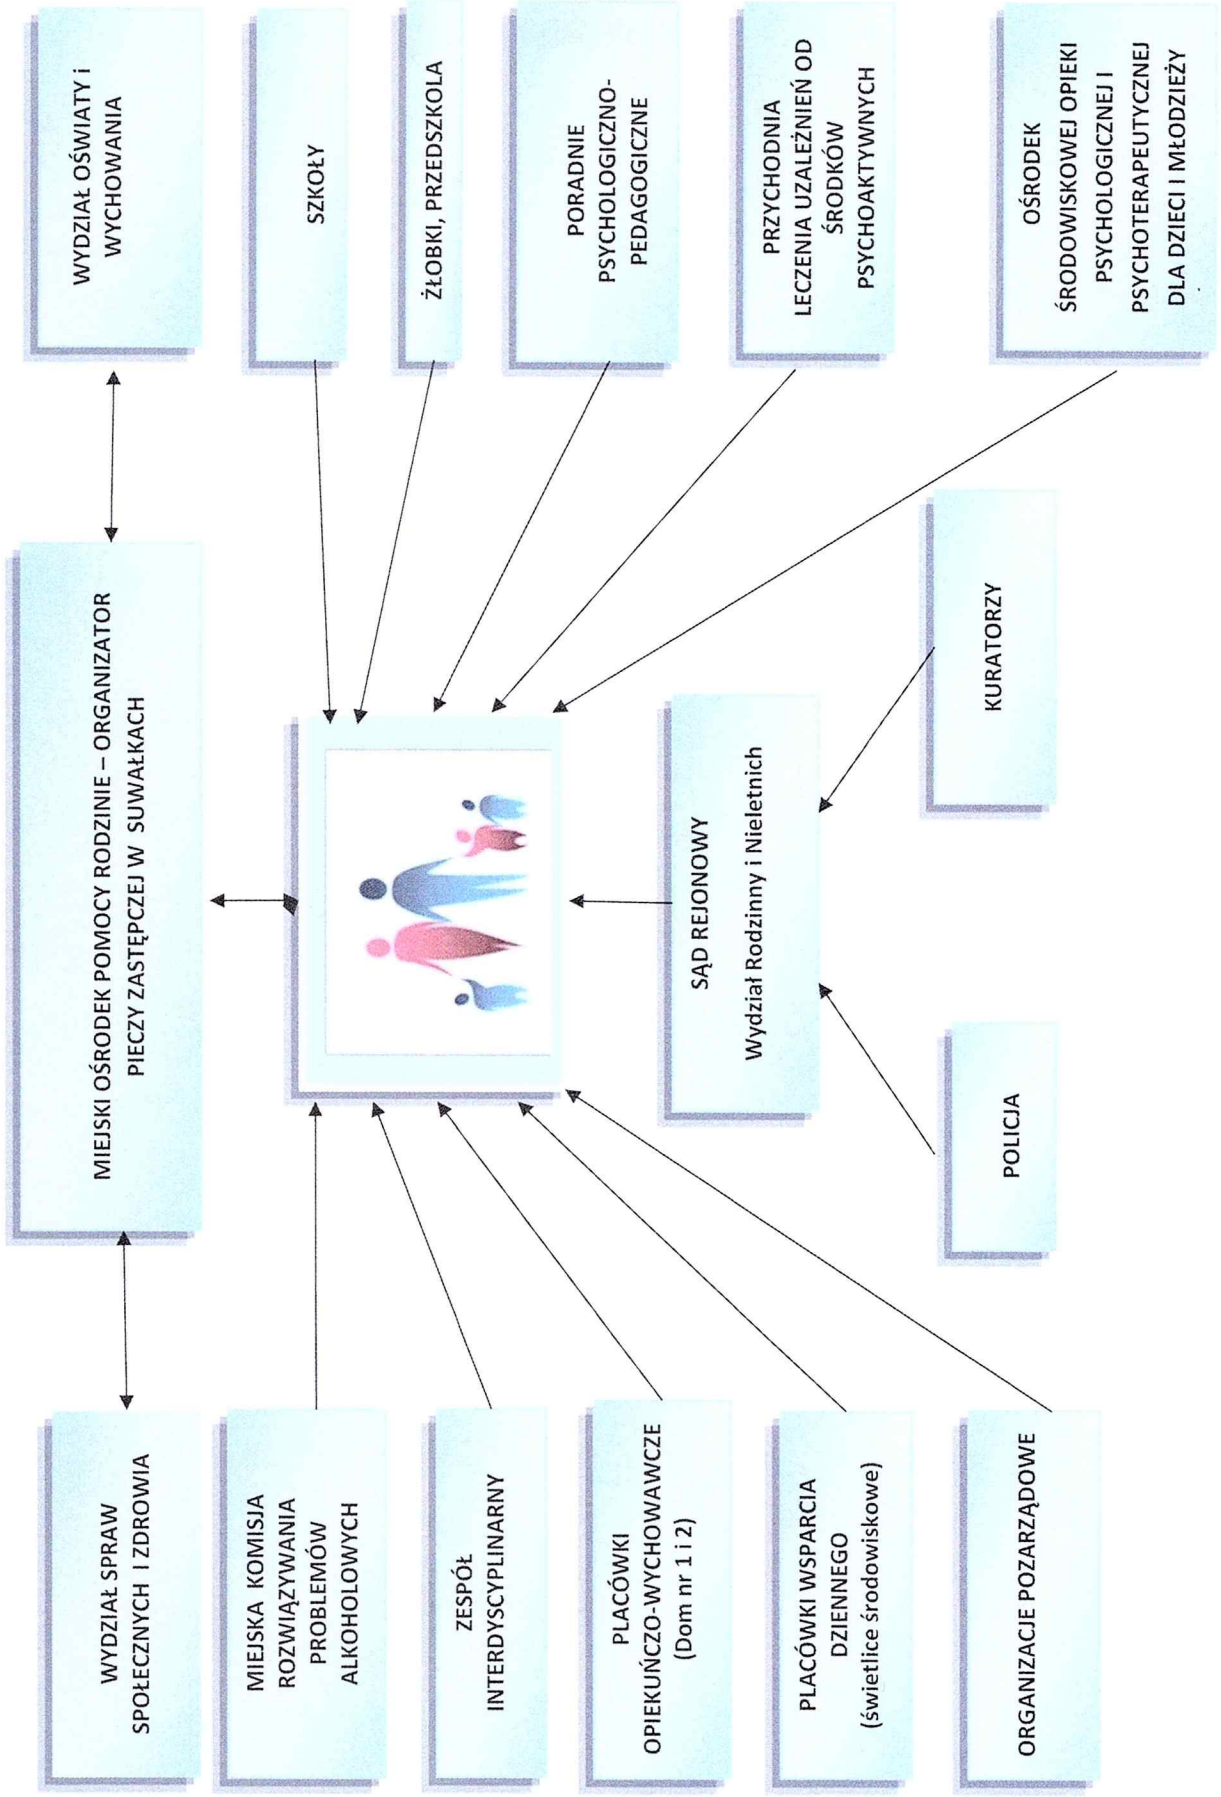 MIEJSKI OŚRODEK POMOCY RODZINIE – ORGANIZATOR
PIECZY ZASTĘPCZEJ W SUWAŁKACH
WYDZIAŁ SPRAW
SPOŁECZNYCH I ZDROWIA
WYDZIAŁ OŚWIATY i
WYCHOWANIA
MIEJSKA KOMISJA
ROZWIĄZYWANIA
PROBLEMÓW
ALKOHOLOWYCH
ZESPÓŁ
INTERDYSCYPLINARNY
PLACÓWKI
OPIEKUŃCZO-WYCHOWAWCZE
(Dom nr 1 i 2)
PLACÓWKI WSPARCIA
DZIENNEGO
(świetlice środowiskowe)
ORGANIZACJE POZARZĄDOWE
SĄD REJONOWY
Wydział Rodzinny i Nieletnich
POLICJA
KURATORZY
SZKOŁY
ŻŁOBKI, PRZEDSZKOLA
PORADNIE
PSYCHOLOGICZNO-
PEDAGOGICZNE
PRZYCHODNIA
LECZENIA UZALEŻNIEŃ OD
ŚRODKÓW
PSYCHOAKTYWNYCH
OŚRODEK
ŚRODOWISKOWEJ OPIEKI
PSYCHOLOGICZNEJ I
PSYCHOTERAPEUTYCZNEJ
DLA DZIECI I MŁODZIEŻY